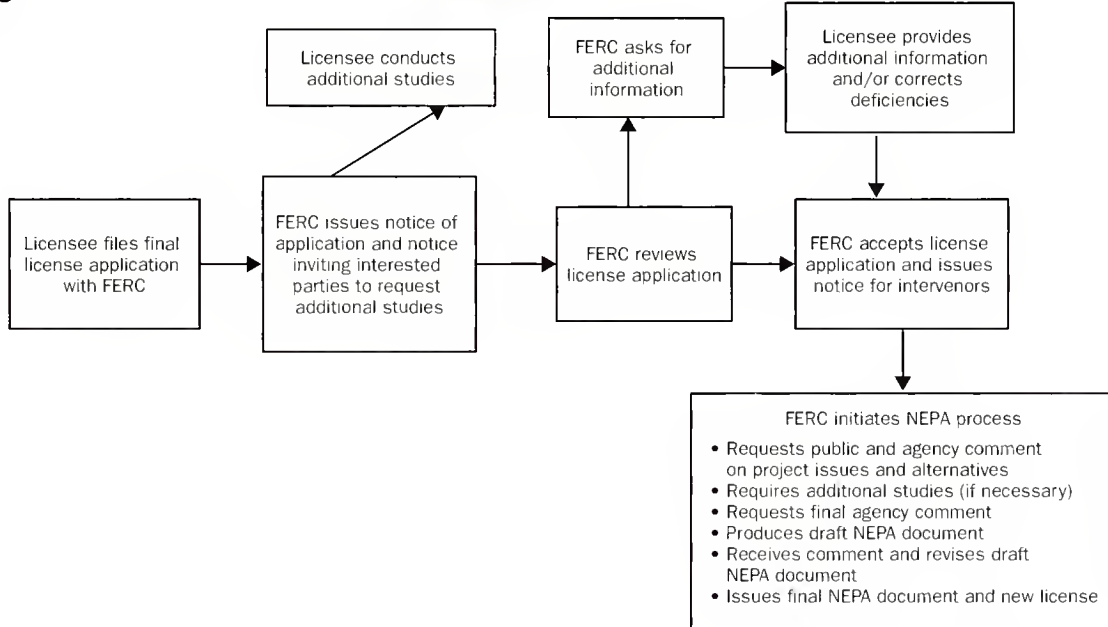 Licensee conducts
additional studies
FERC asks for
additional
information
Licensee provides
additional information
and/or corrects
deficiencies
Licensee files final
license application
with FERC
FERC issues notice of
application and notice
inviting interested
parties to request
additional studies
FERC reviews
license application
FERC accepts license
application and issues
notice for intervenors
FERC initiates NEPA process
• Requests public and agency comment
on project issues and alternatives
• Requires additional studies (if necessary)
• Requests final agency comment
• Produces draft NEPA document
• Receives comment and revises draft
NEPA document
• Issues final NEPA document and new license